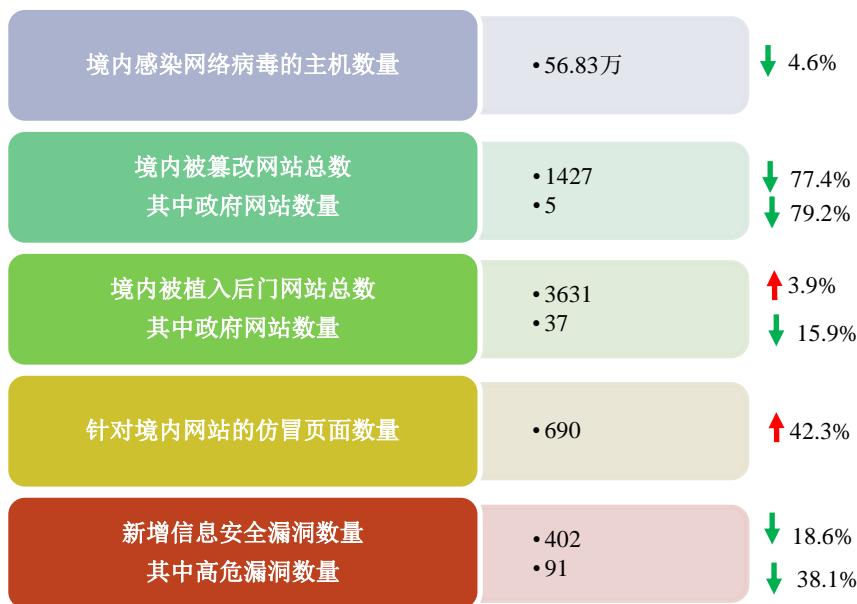 境内感染网络病毒的主机数量
•56.83万
4.6%
境内被篡改网站总数
其中政府网站数量
•1427
•5
77.4%
79.2%
境内被植入后门网站总数
其中政府网站数量
•3631
•37
3.9%
15.9%
针对境内网站的仿冒页面数量
•690
42.3%
新增信息安全漏洞数量
其中高危漏洞数量
•402
•91
18.6%
38.1%